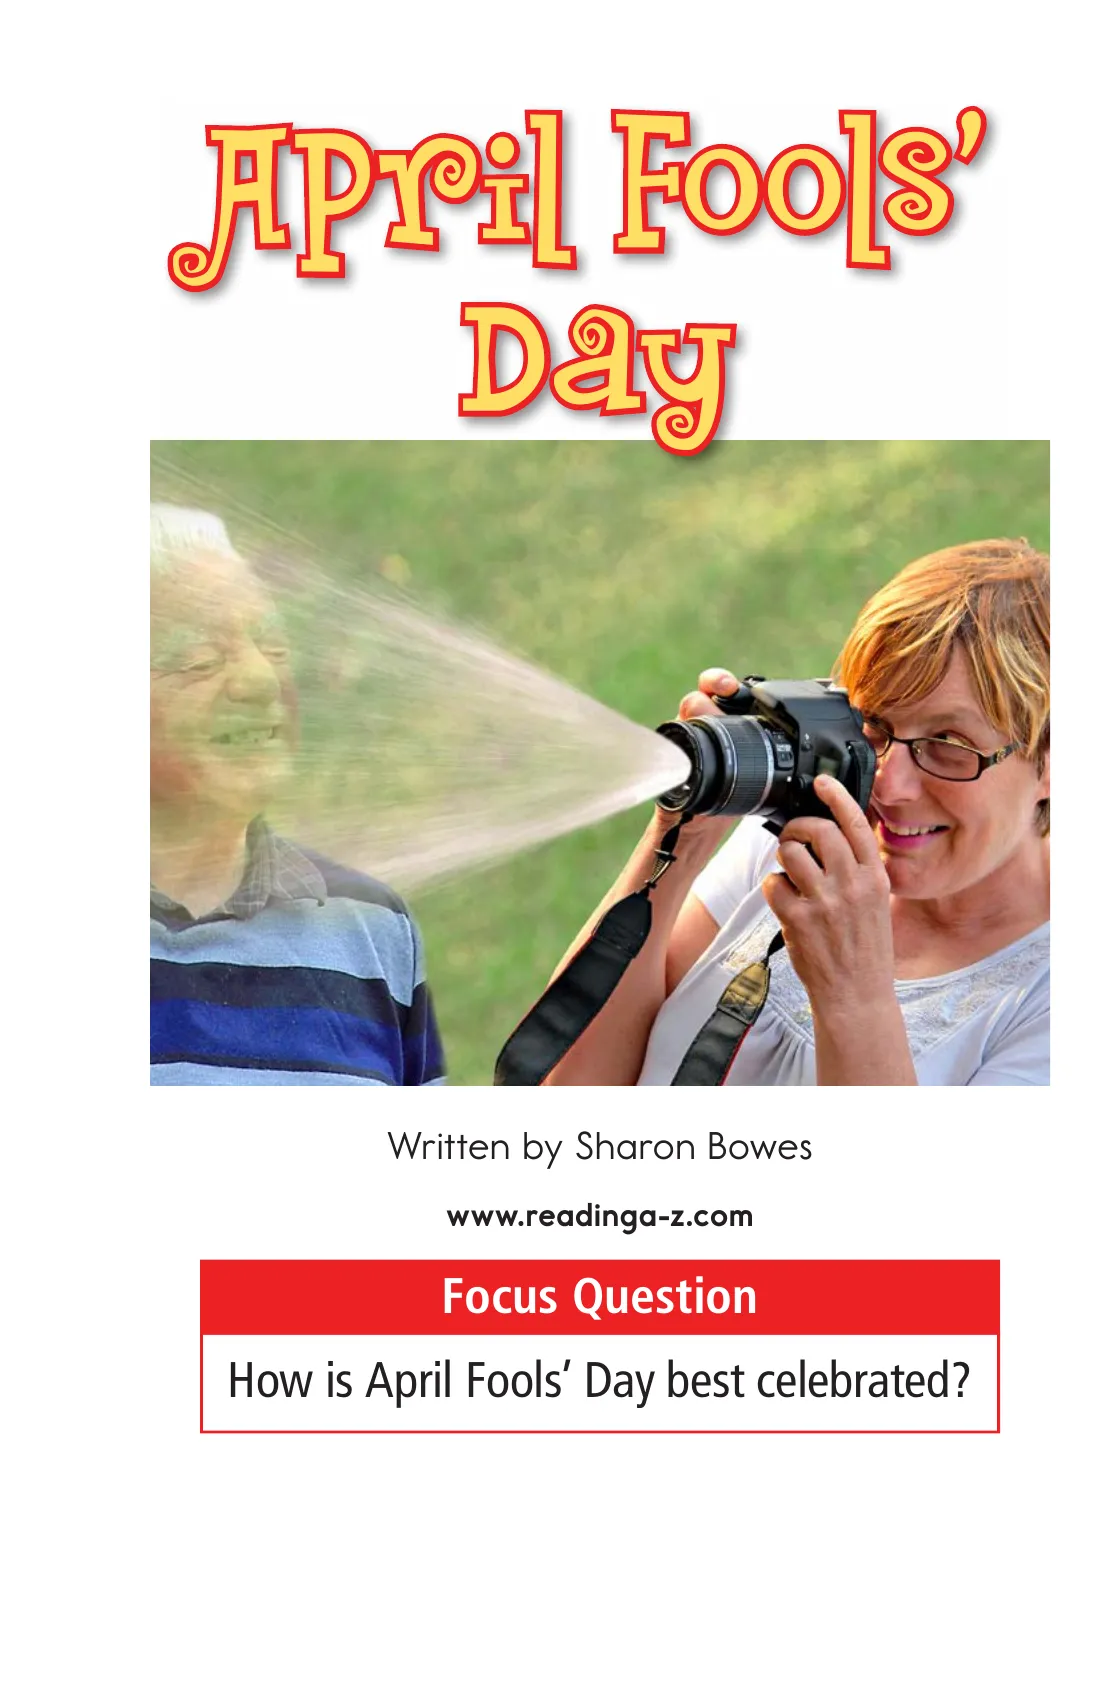 April Fools'
Day
Written by Sharon Bowes
www.readinga-z.com
Focus Question
How is April Fools’ Day best celebrated?